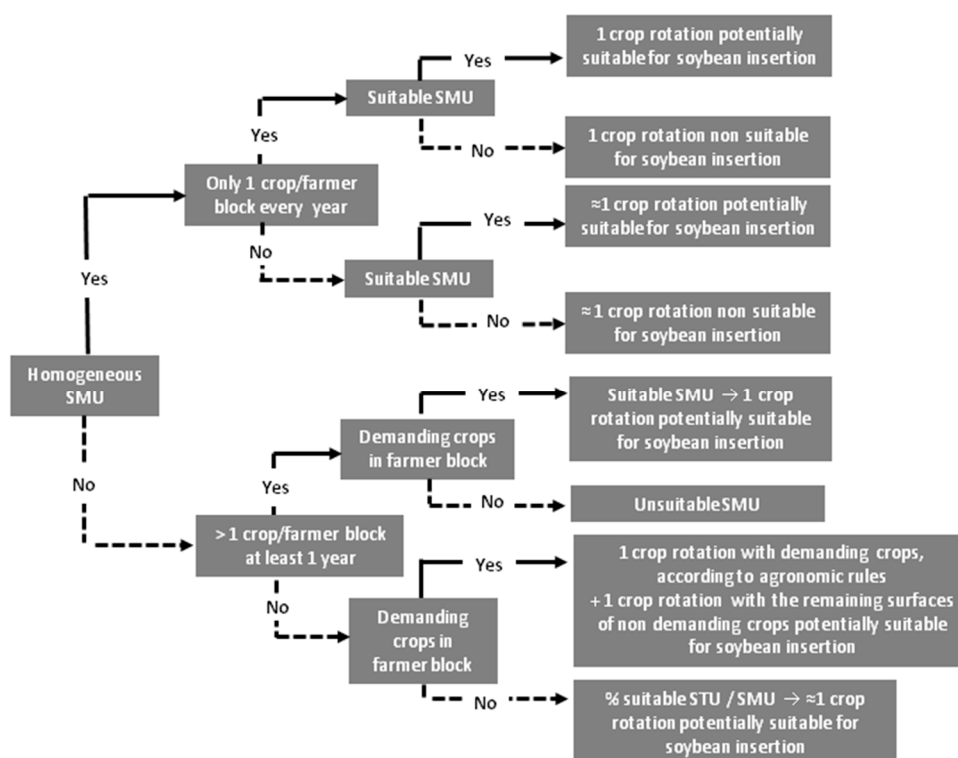 1 crop rotation potentially
suitable for soybean insertion
Yes
Suitable SMU
No
1 crop rotation non suitable
for soybean insertion
Yes
Only 1 crop/farmer
block every year
≈1 crop rotation potentially
suitable for soybean insertion
Yes
No
Suitable SMU
No
≈ 1 crop rotation non suitable
for soybean insertion
Yes
Homogeneous
SMU
Suitable SMU → 1 crop
rotation potentially suitable
for soybean insertion
Yes
Demanding crops
in farmer block
No
Unsuitable SMU
No
Yes
> 1 crop/farmer block
at least 1 year
1 crop rotation with demanding crops,
according to agronomic rules
+ 1 crop rotation with the remaining surfaces
of non demanding crops potentially suitable
for soybean insertion
Yes
No
Demanding
crops in
farmer block
No
% suitable STU / SMU → ≈1 crop
rotation potentially suitable for
soybean insertion